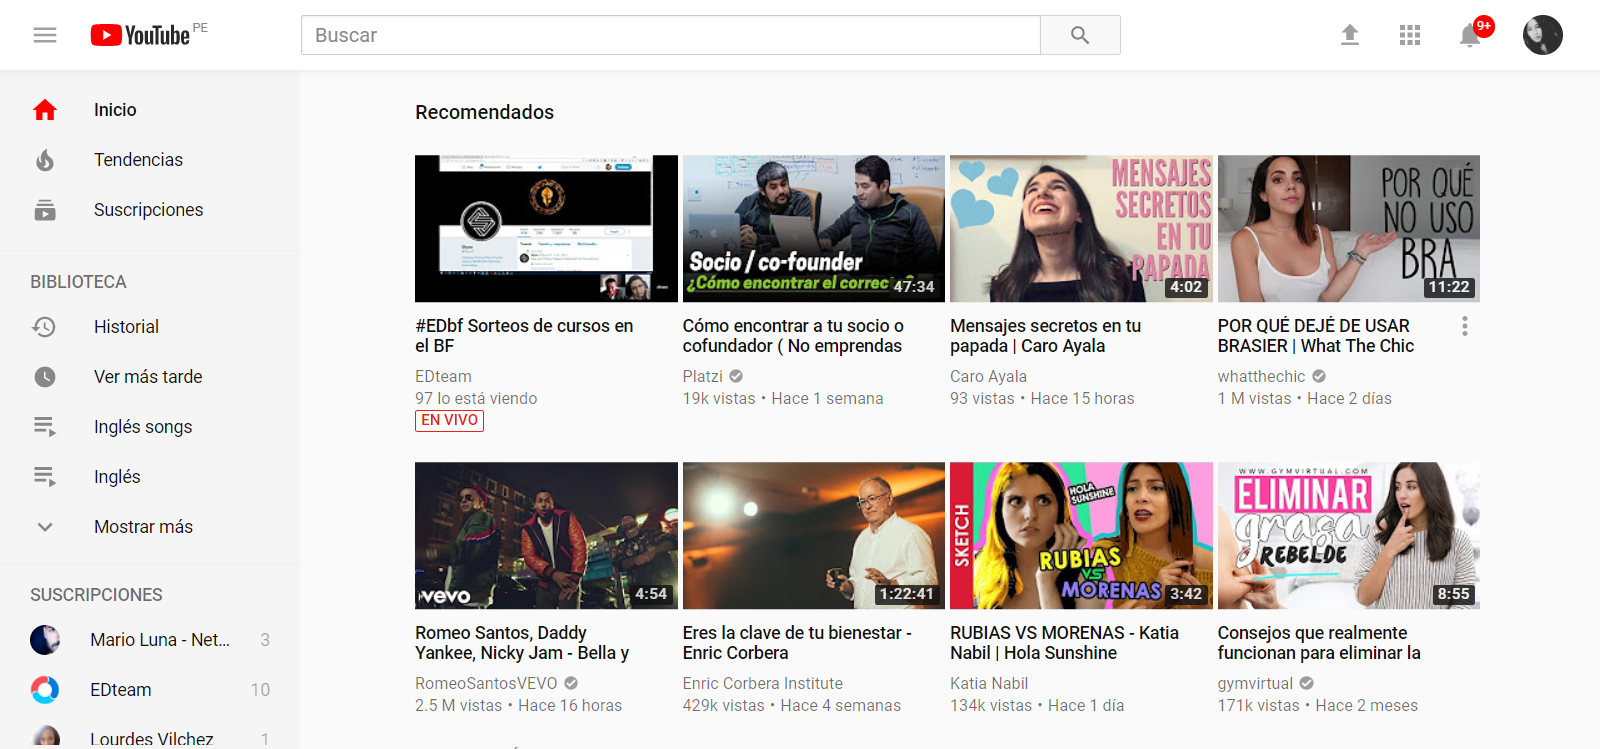 YouTube PE
Buscar
9+
Inicio
Tendencias
Suscripciones
BIBLIOTECA
Historial
Ver más tarde
Inglés songs
Inglés
Mostrar más
SUSCRIPCIONES
Mario Luna - Net... 3
EDteam 10
Lourdes Vilchez 1
Recomendados
Socio / co-founder
¿Cómo encontrar el correc
47:34
MENSAJES
SECRETOS
EN TU
PAPADA
4:02
POR QUÉ
NO USO
BRA
11:22
#EDbf Sorteos de cursos en
el BF
EDteam
97 lo está viendo
EN VIVO
Cómo encontrar a tu socio o
cofundador ( No emprendas
Platzi
19k vistas • Hace 1 semana
Mensajes secretos en tu
papada | Caro Ayala
Caro Ayala
93 vistas • Hace 15 horas
POR QUÉ DEJÉ DE USAR
BRASIER | What The Chic
whatthechic
1 M vistas • Hace 2 días
vevo
4:54
1:22:41
SKETCH
HOLA
SUNSHINE
RUBIAS
VS
MORENAS
3:42
WWW.GYMVIRTUAL.COM
ELIMINAR
grasa
REBELDE
8:55
Romeo Santos, Daddy
Yankee, Nicky Jam - Bella y
RomeoSantosVEVO
2.5 M vistas • Hace 16 horas
Eres la clave de tu bienestar -
Enric Corbera
Enric Corbera Institute
429k vistas • Hace 4 semanas
RUBIAS VS MORENAS - Katia
Nabil | Hola Sunshine
Katia Nabil
134k vistas • Hace 1 día
Consejos que realmente
funcionan para eliminar la
gymvirtual
171k vistas • Hace 2 meses